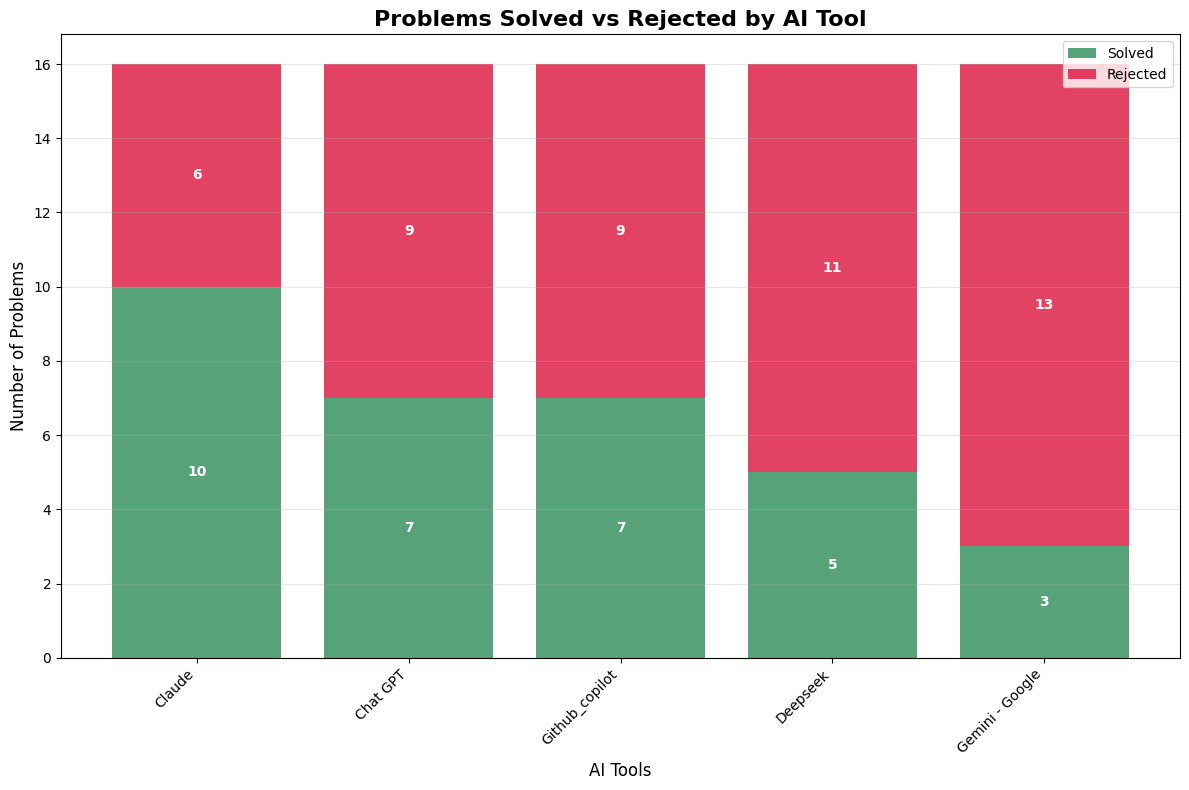 Problems Solved vs Rejected by AI Tool
Solved
Rejected
Number of Problems
16
14
12
10
8
6
4
2
0
6
9
9
11
13
10
7
7
5
3
Claude
Chat GPT
Github_copilot
Deepseek
Gemini - Google
AI Tools